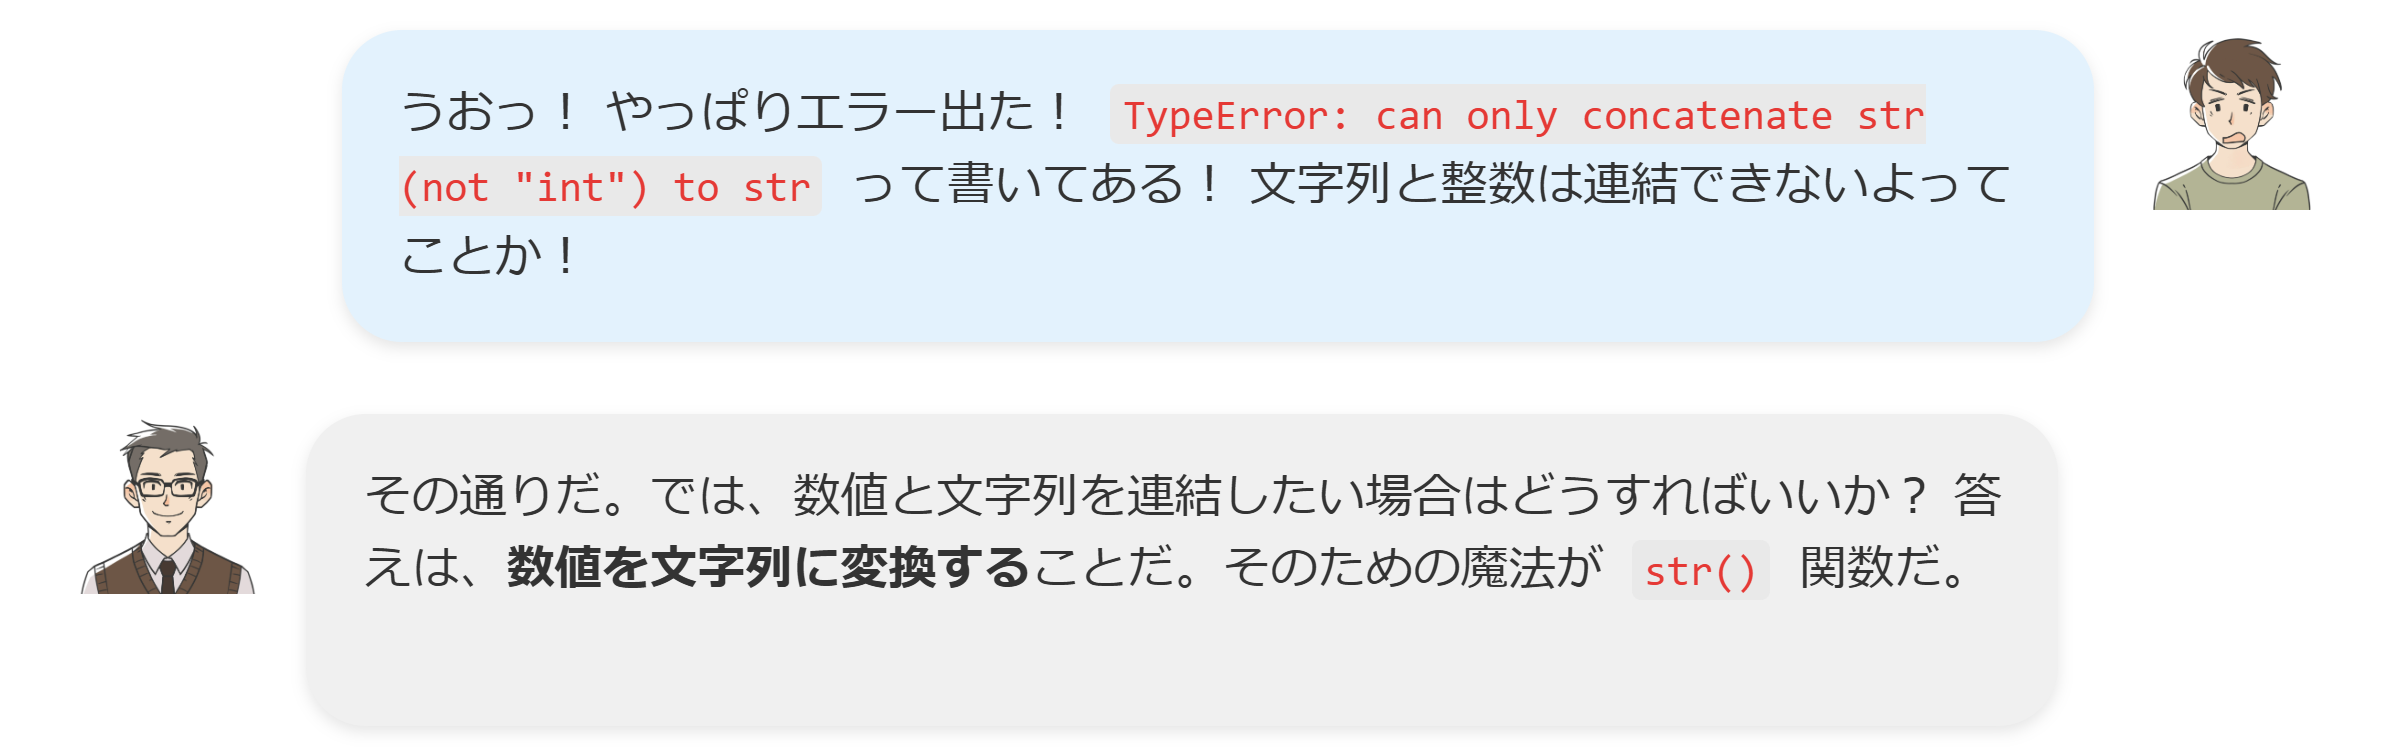 うおっ！ やっぱりエラー出た！ TypeError: can only concatenate str
(not "int") to str って書いてある！ 文字列と整数は連結できないよって
ことか！
その通りだ。では、数値と文字列を連結したい場合はどうすればいいか？ 答
えは、数値を文字列に変換することだ。そのための魔法が str() 関数だ。